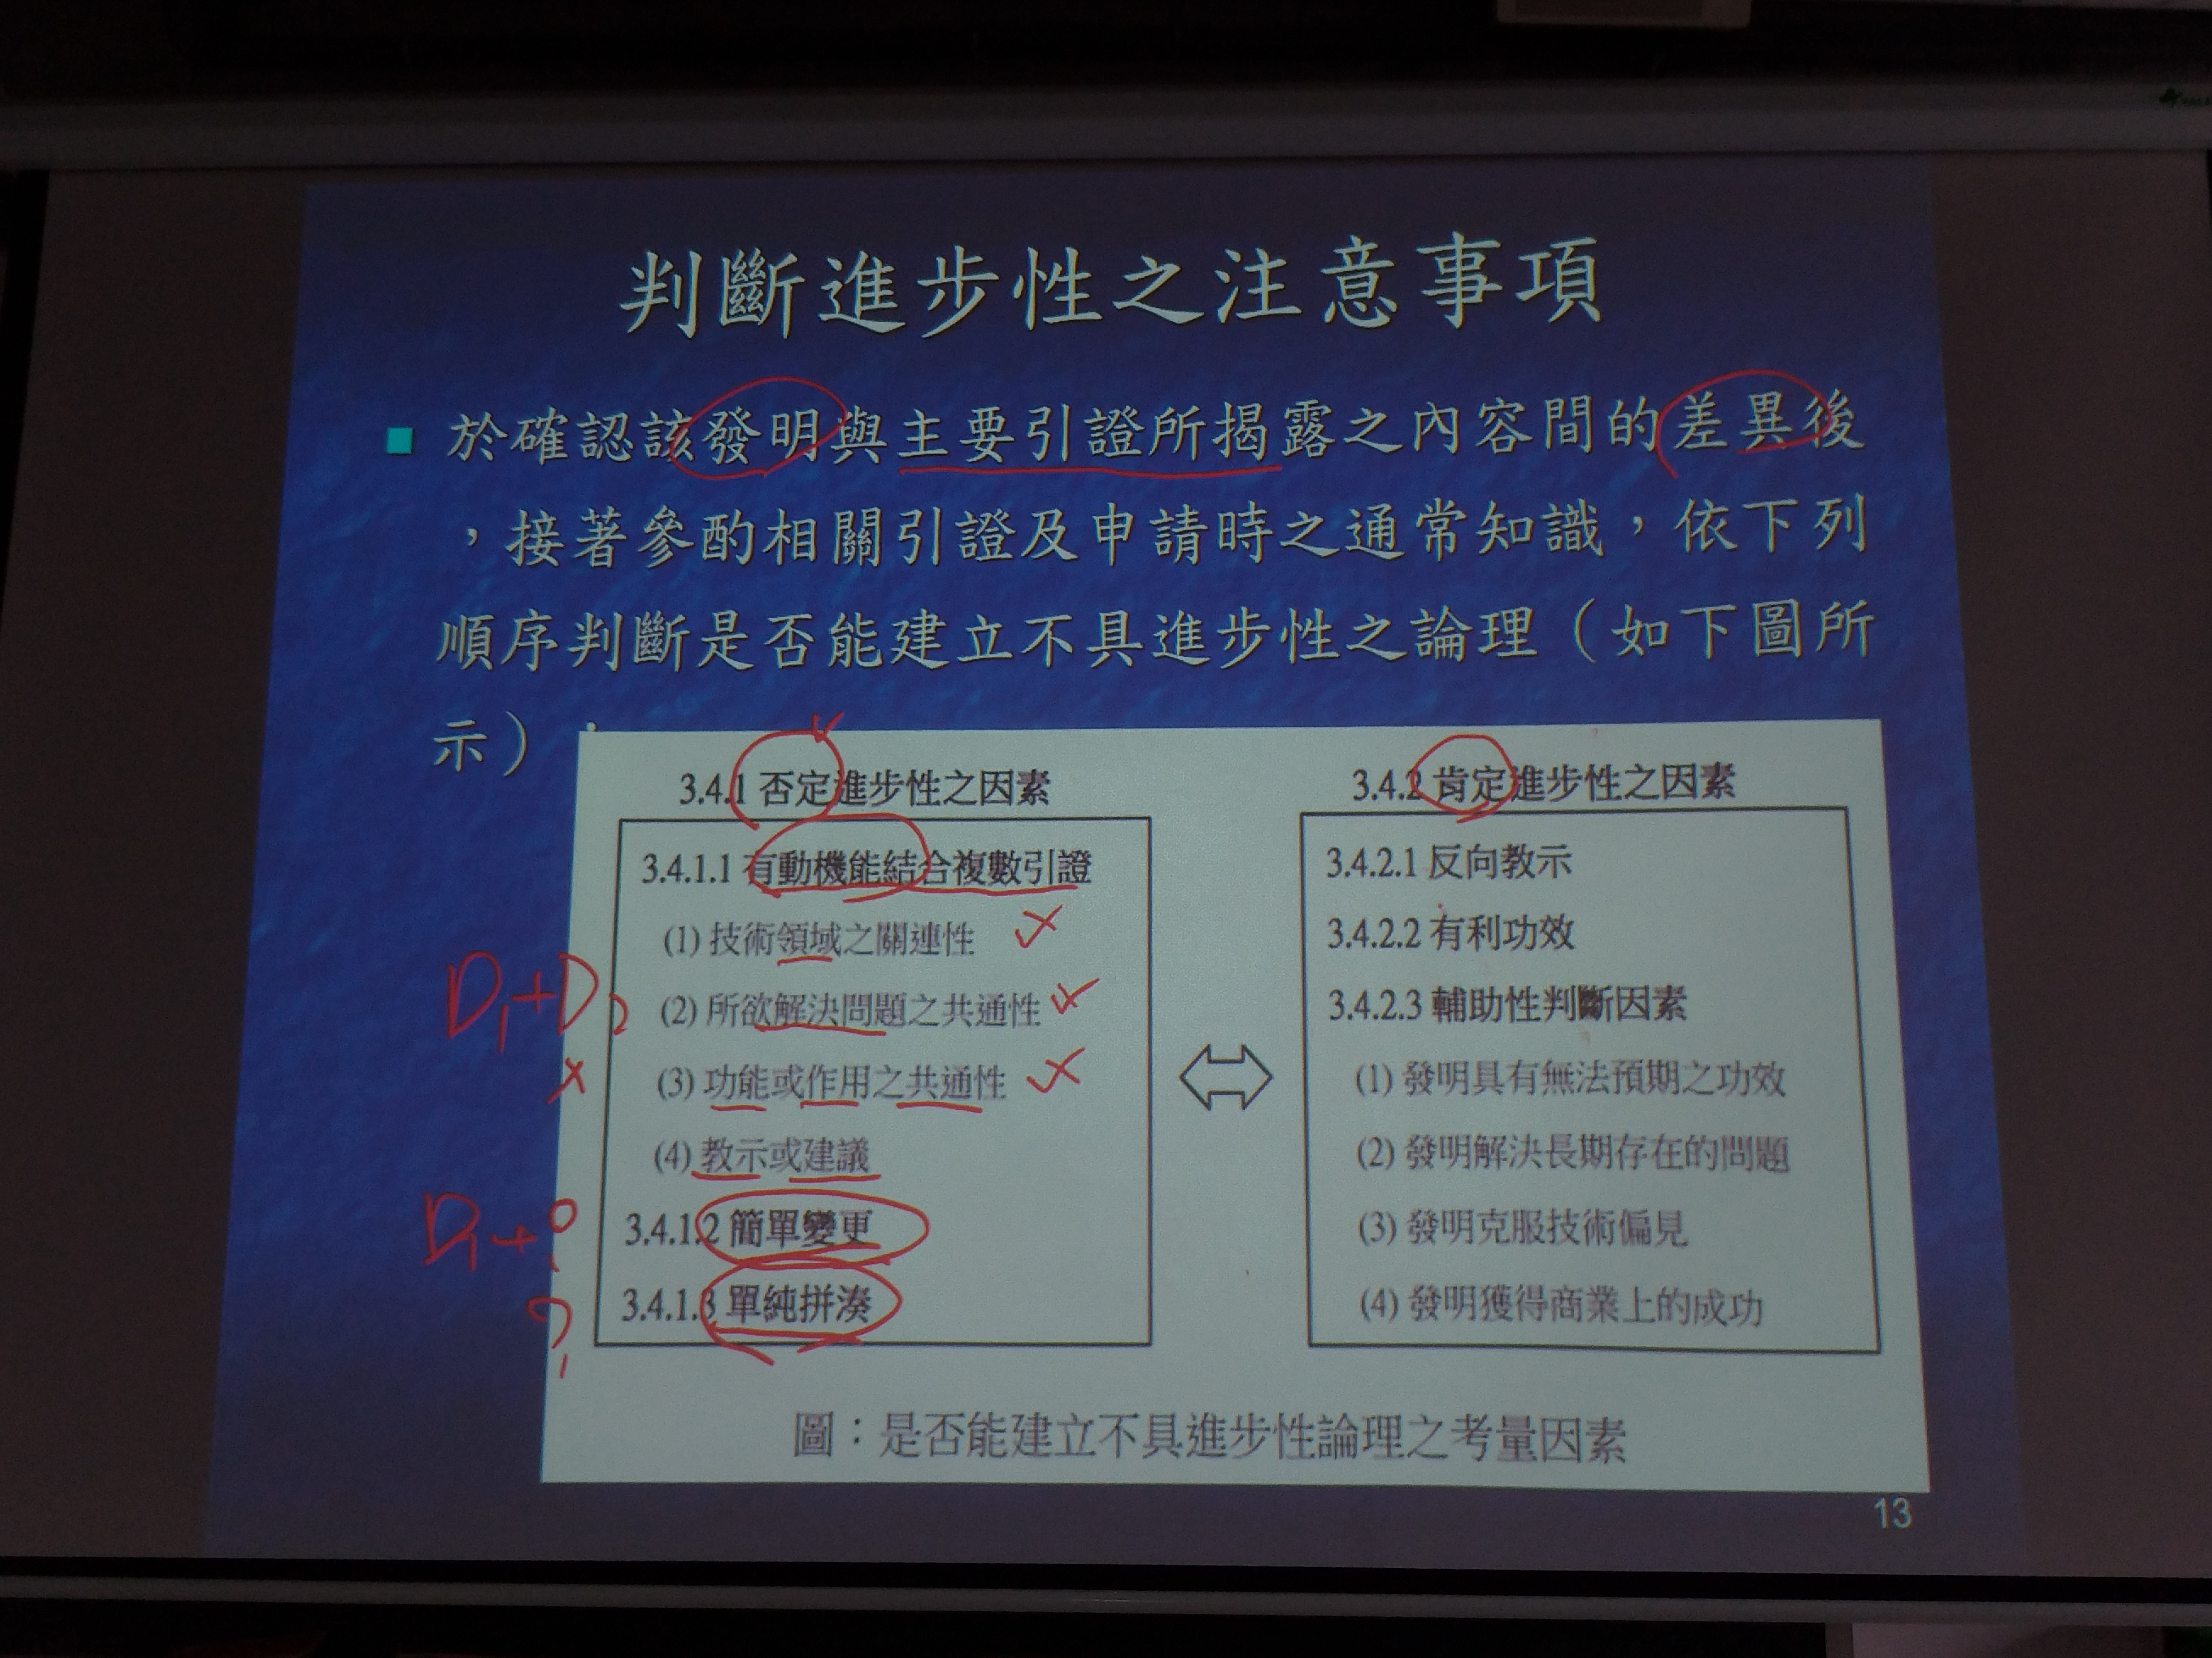 判斷進步性之注意事項
於確認該發明與主要引證所揭露之內容間的差異後
，接著參酌相關引證及申請時之通常知識，依下列
順序判斷是否能建立不具進步性之論理（如下圖所
示）：
3.4.1 否定進步性之因素
3.4.1.1 有動機能結合複數引證
(1) 技術領域之關連性
(2) 所欲解決問題之共通性
(3) 功能或作用之共通性
(4) 教示或建議
3.4.1.2 簡單變更
3.4.1.3 單純拼湊
D1+D2
×
D1+
?
3.4.2 肯定進步性之因素
3.4.2.1 反向教示
3.4.2.2 有利功效
3.4.2.3 輔助性判斷因素
(1) 發明具有無法預期之功效
(2) 發明解決長期存在的問題
(3) 發明克服技術偏見
(4) 發明獲得商業上的成功
圖：是否能建立不具進步性論理之考量因素
13